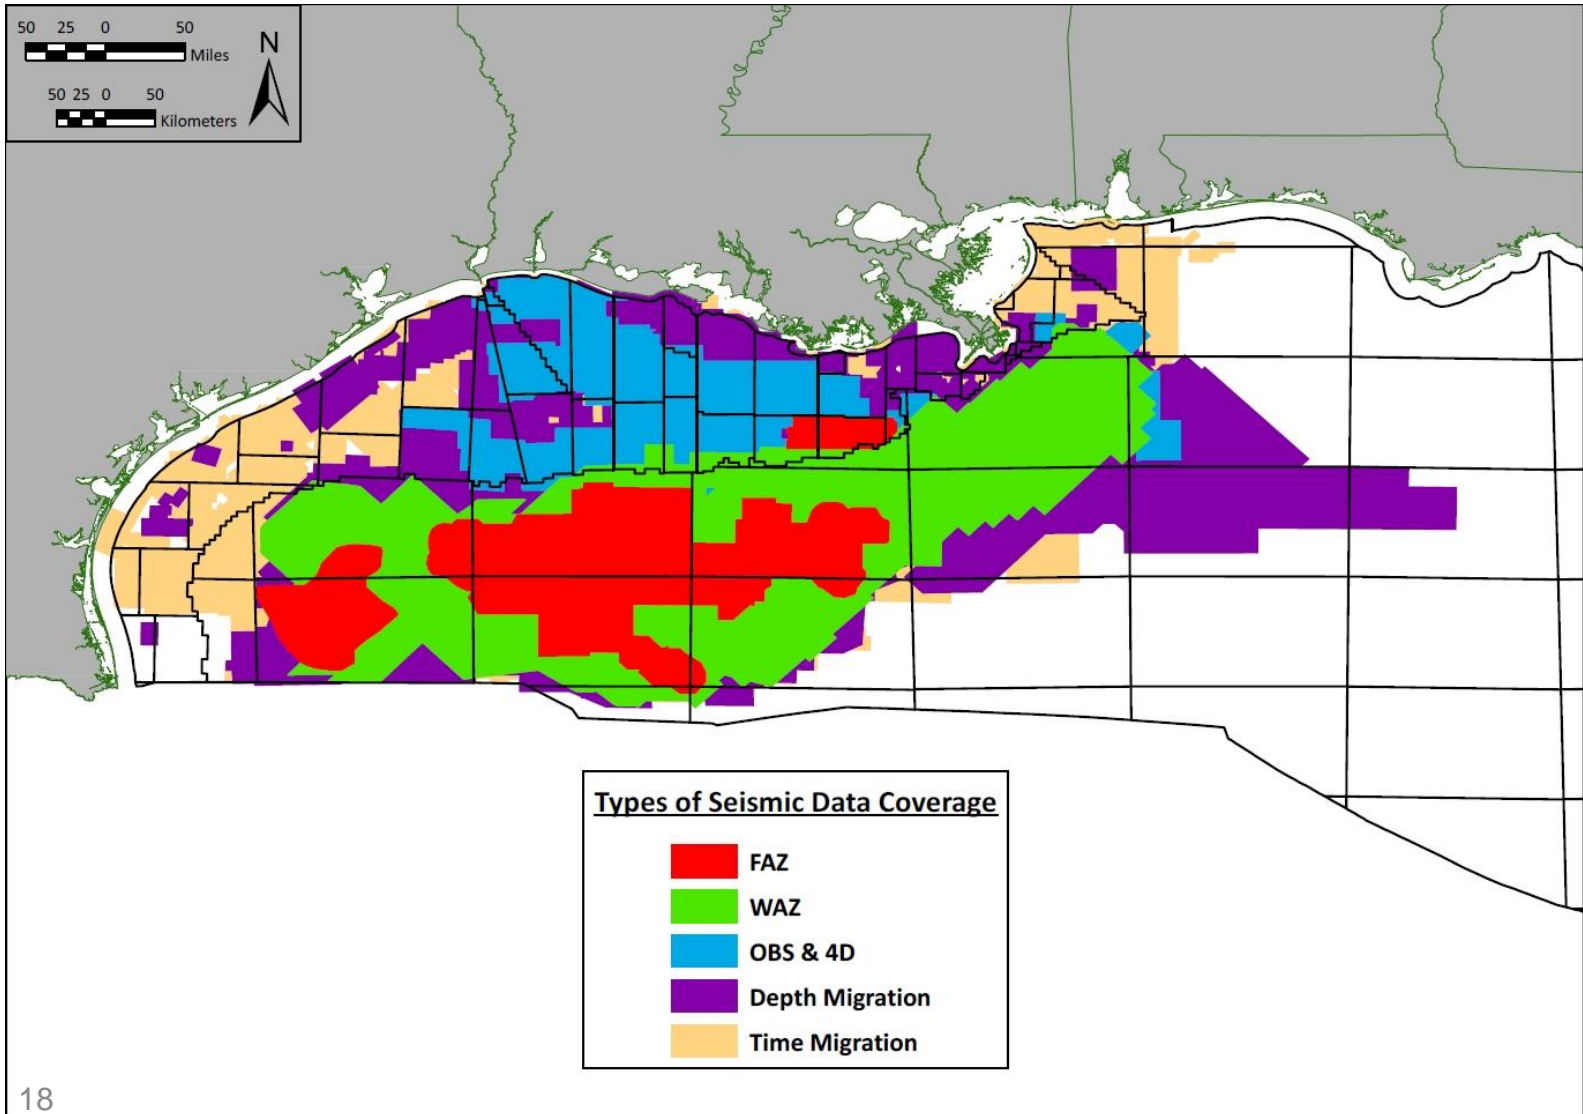 50 25 0 50
Miles
N
50 25 0 50
Kilometers
Types of Seismic Data Coverage
FAZ
WAZ
OBS & 4D
Depth Migration
Time Migration
18